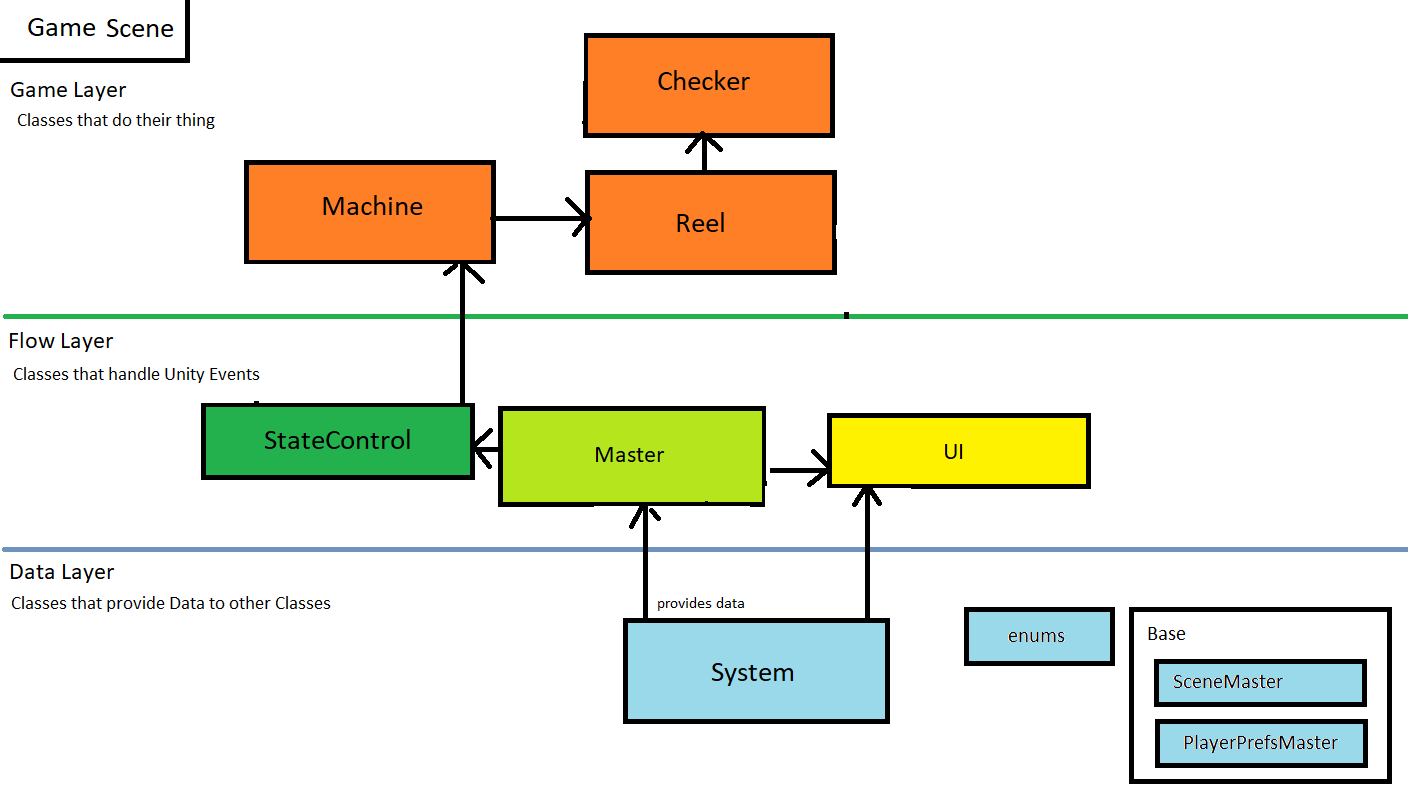 Game Scene
Game Layer
Classes that do their thing
Checker
Machine
Reel
Flow Layer
Classes that handle Unity Events
StateControl
Master
UI
Data Layer
Classes that provide Data to other Classes
provides data
System
enums
Base
SceneMaster
PlayerPrefsMaster